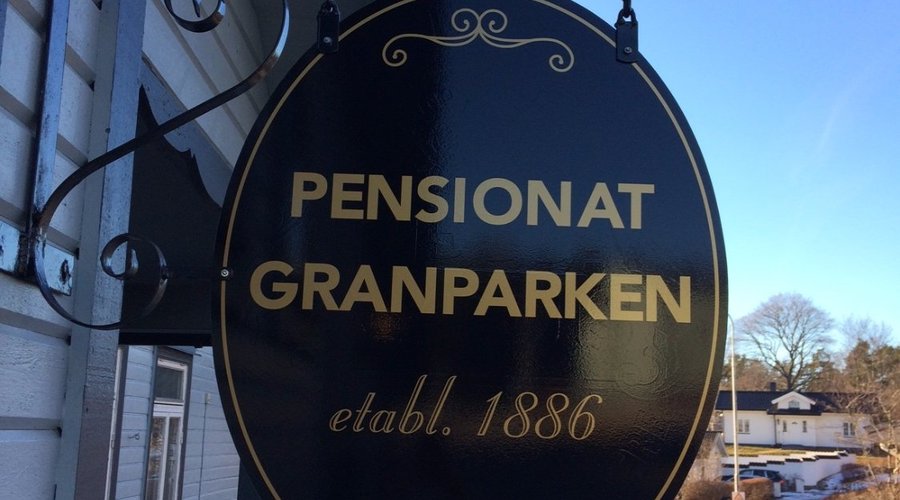 PENSIONAT
GRANPARKEN
etabl. 1886